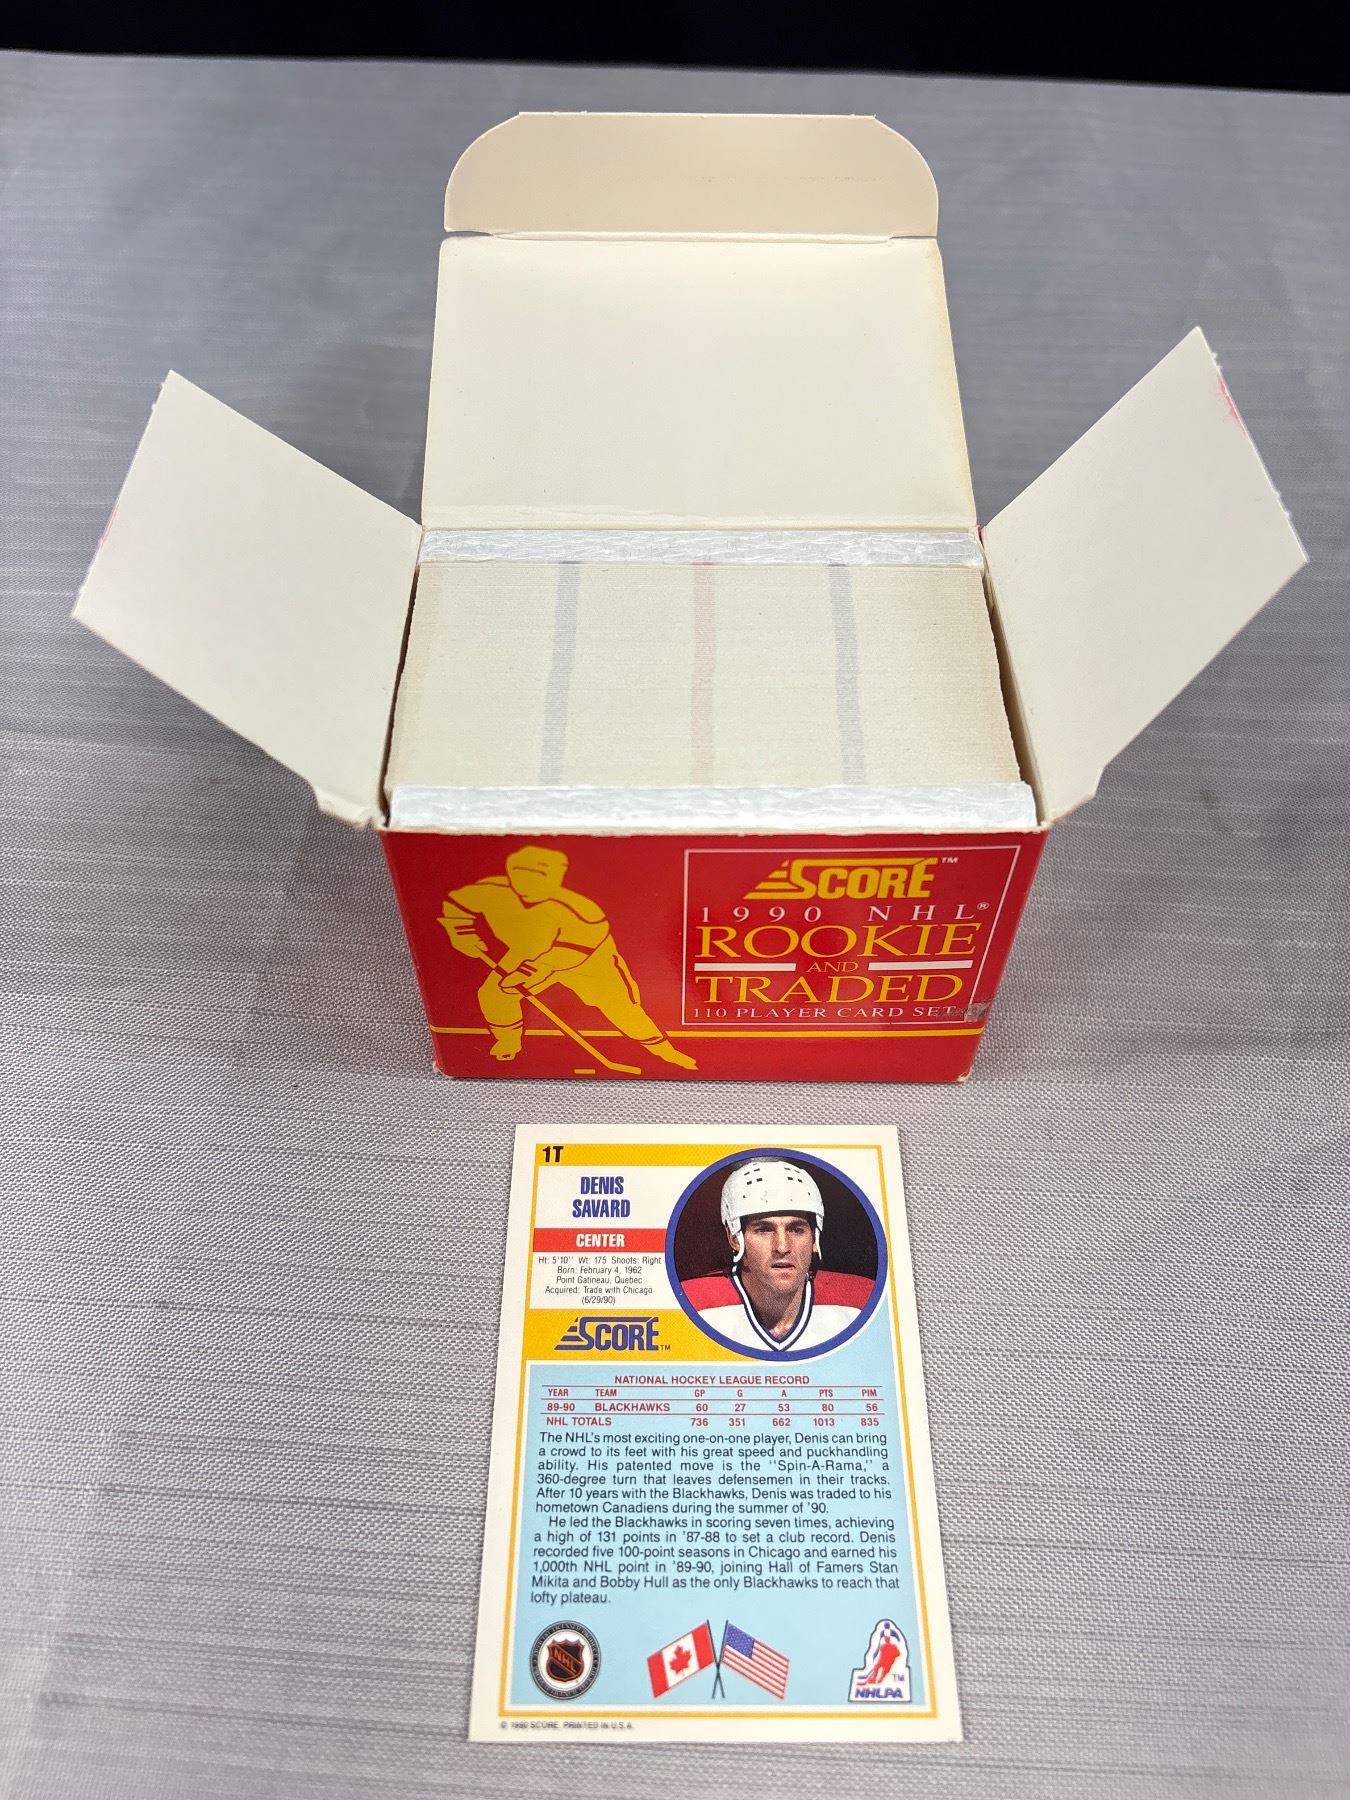 SCORE™
1990 NHL®
ROOKIE
AND
TRADED
110 PLAYER CARD SET
1T
DENIS
SAVARD
CENTER
Ht: 5'10'' Wt: 175 Shoots: Right
Born: February 4, 1962
Point Gatineau, Quebec
Acquired: Trade with Chicago
(6/29/90)
SCORE™
NATIONAL HOCKEY LEAGUE RECORD
YEAR TEAM GP G A PTS PIM
89-90 BLACKHAWKS 60 27 53 80 56
NHL TOTALS 736 351 662 1013 835
The NHL's most exciting one-on-one player, Denis can bring
a crowd to its feet with his great speed and puckhandling
ability. His patented move is the ''Spin-A-Rama,'' a
360-degree turn that leaves defensemen in their tracks.
After 10 years with the Blackhawks, Denis was traded to his
hometown Canadiens during the summer of '90.
He led the Blackhawks in scoring seven times, achieving
a high of 131 points in '87-88 to set a club record. Denis
recorded five 100-point seasons in Chicago and earned his
1,000th NHL point in '89-90, joining Hall of Famers Stan
Mikita and Bobby Hull as the only Blackhawks to reach that
lofty plateau.
NHL
TM
NHLPA
© 1990 SCORE, PRINTED IN U.S.A.